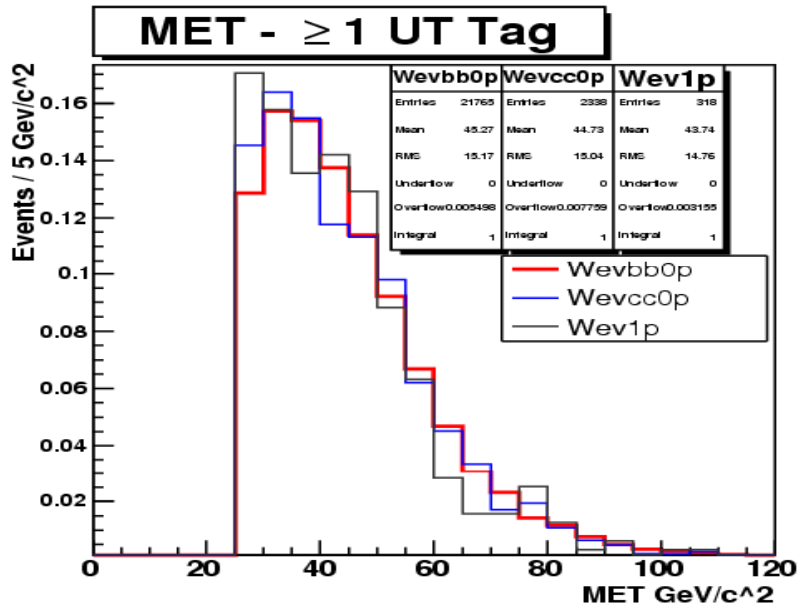 MET - ≥ 1 UT Tag
Events / 5 Gev/c^2
0.16
0.14
0.12
0.1
0.08
0.06
0.04
0.02
Wevbb0p
Entries 21765
Mean 45.27
RMS 15.17
Underflow 0
Overflow 0.005498
Integral 1
Wevcc0p
Entries 2338
Mean 44.73
RMS 15.04
Underflow 0
Overflow 0.007759
Integral 1
Wev1p
Entries 318
Mean 43.74
RMS 14.76
Underflow 0
Overflow 0.003155
Integral 1
Wevbb0p
Wevcc0p
Wev1p
0 20 40 60 80 100 120
MET GeV/c^2